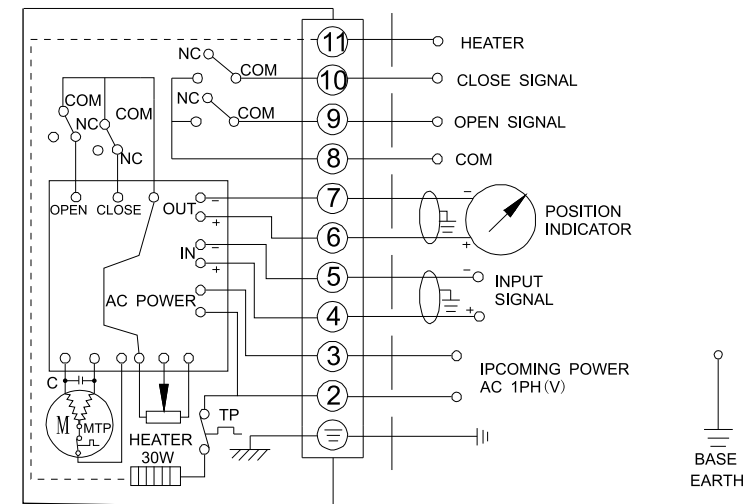 11 HEATER
NC COM 10 CLOSE SIGNAL
NC COM 9 OPEN SIGNAL
COM COM
NC NC
8 COM
OPEN CLOSE OUT - 7 -
+ 6 + POSITION
INDICATOR
IN - 5 - INPUT
SIGNAL
+ 4 +
AC POWER 3
IPCOMING POWER
AC 1PH(V)
2
C
M MTP
HEATER
30W
TP
BASE
EARTH